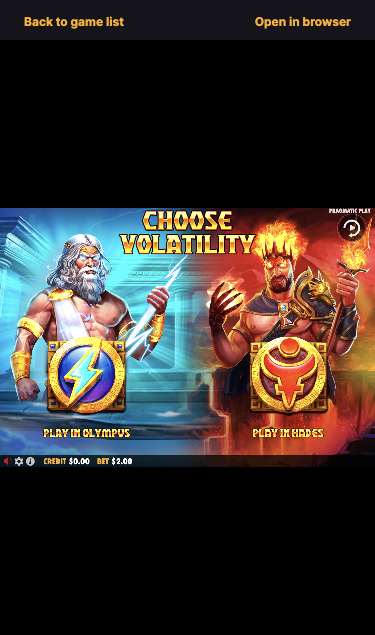 Back to game list
Open in browser
PRAGMATIC PLAY
CHOOSE
VOLATILITY
PLAY IN OLYMPUS
PLAY IN HADES
CREDIT $0.00 BET $2.00